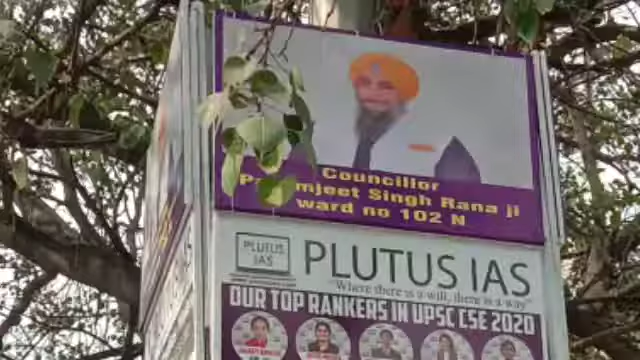 Councillor
Singh Rana ji
ward no 102 N
PLUTUS
IAS
PLUTUS IAS
"Where there is a will, there is a way"
OUR TOP RANKERS IN UPSC CSE 2020